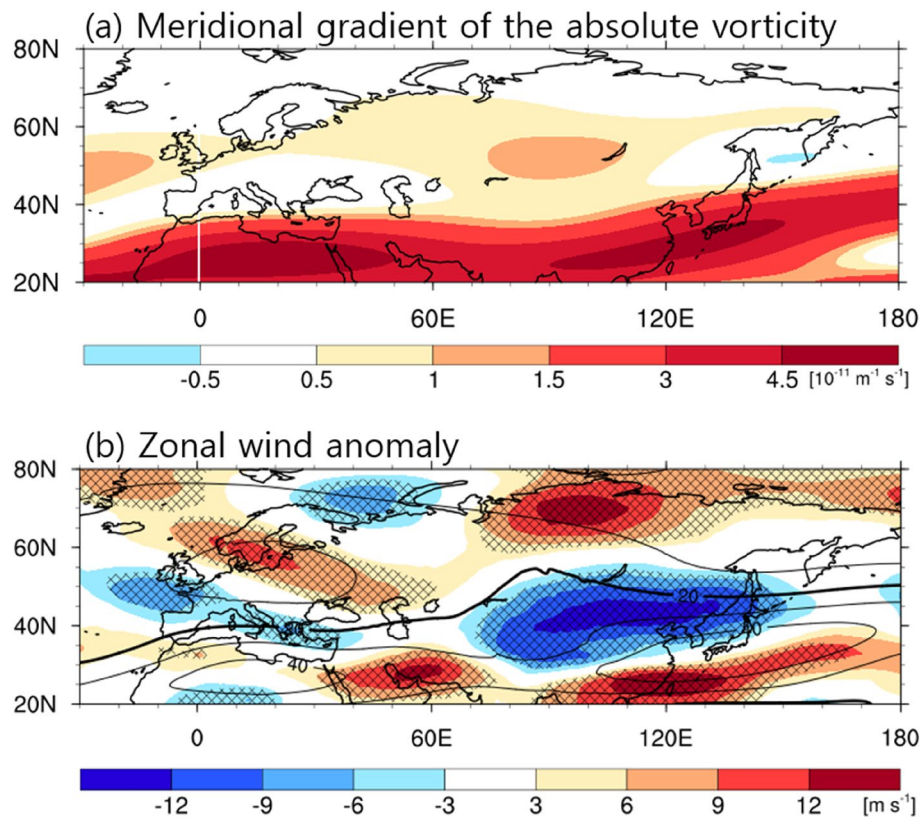 (a) Meridional gradient of the absolute vorticity
80N
60N
40N
20N
0 60E 120E 180
-0.5 0.5 1 1.5 3 4.5 [10⁻¹¹ m⁻¹ s⁻¹]
(b) Zonal wind anomaly
80N
60N
20
40N
40
20N
0 60E 120E 180
-12 -9 -6 -3 3 6 9 12 [m s⁻¹]